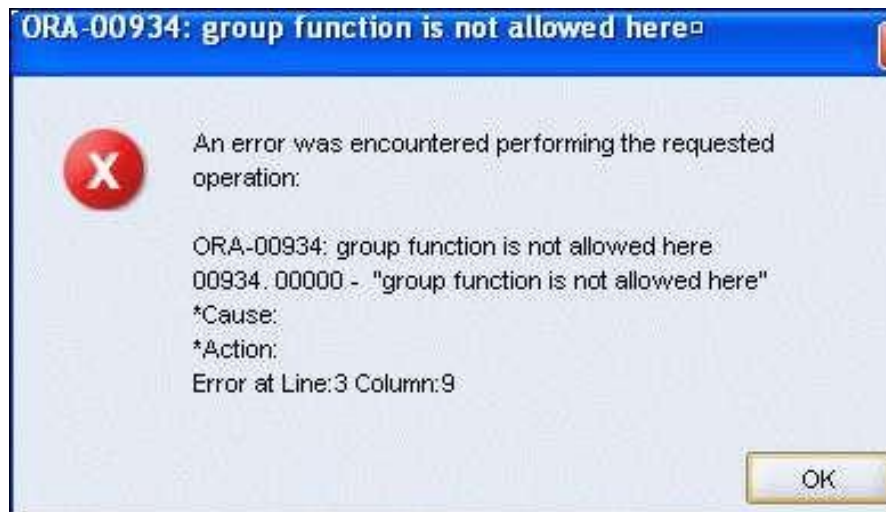 ORA-00934: group function is not allowed here¤
An error was encountered performing the requested
operation:
ORA-00934: group function is not allowed here
00934. 00000 - "group function is not allowed here"
*Cause:
*Action:
Error at Line:3 Column:9
OK